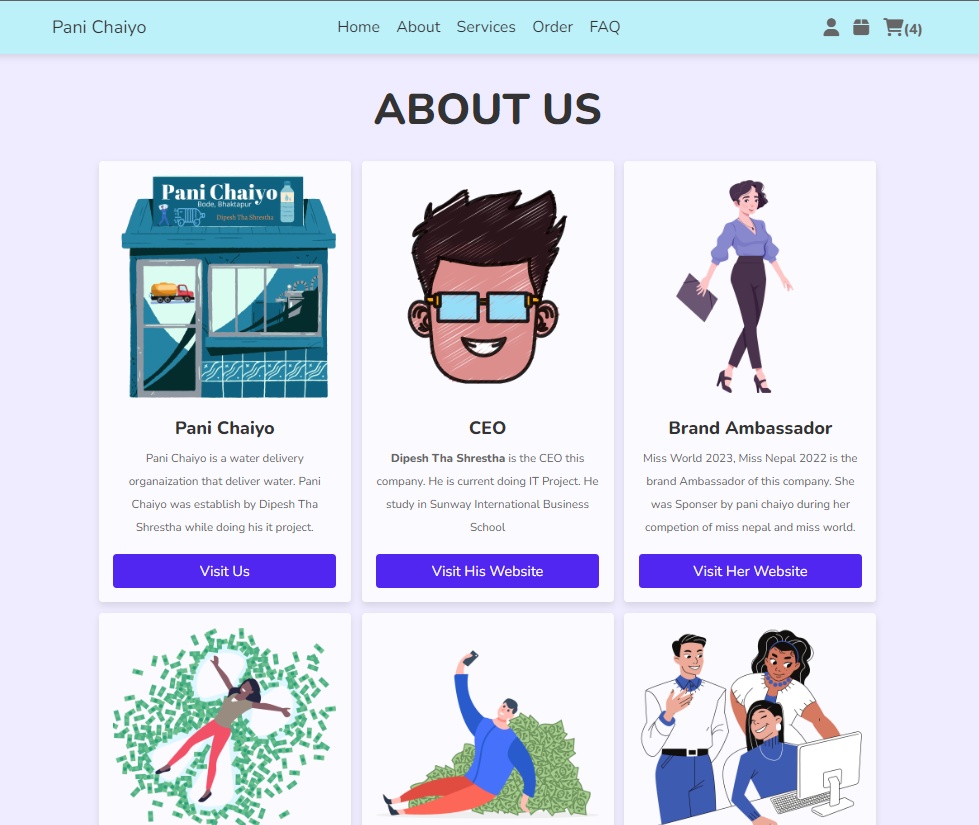 Pani Chaiyo
Home About Services Order FAQ
(4)
ABOUT US
Pani Chaiyo
Bode, Bhaktapur
Dipesh Tha Shrestha
Pani Chaiyo
Pani Chaiyo is a water delivery
organaization that deliver water. Pani
Chaiyo was establish by Dipesh Tha
Shrestha while doing his it project.
Visit Us
CEO
Dipesh Tha Shrestha is the CEO this
company. He is current doing IT Project. He
study in Sunway International Business
School
Visit His Website
Brand Ambassador
Miss World 2023, Miss Nepal 2022 is the
brand Ambassador of this company. She
was Sponser by pani chaiyo during her
competion of miss nepal and miss world.
Visit Her Website